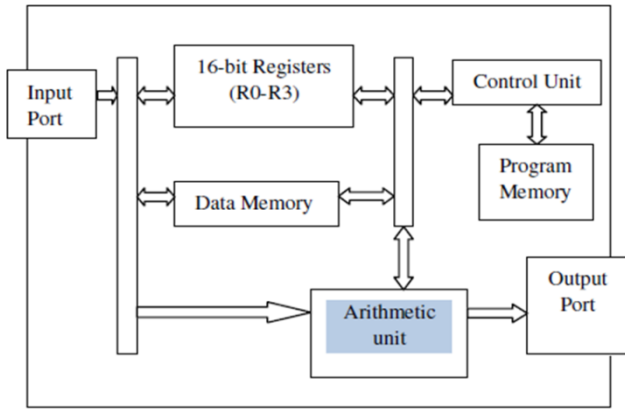 16-bit Registers
(R0-R3)
Control Unit
Input
Port
Program
Memory
Data Memory
Output
Port
Arithmetic
unit